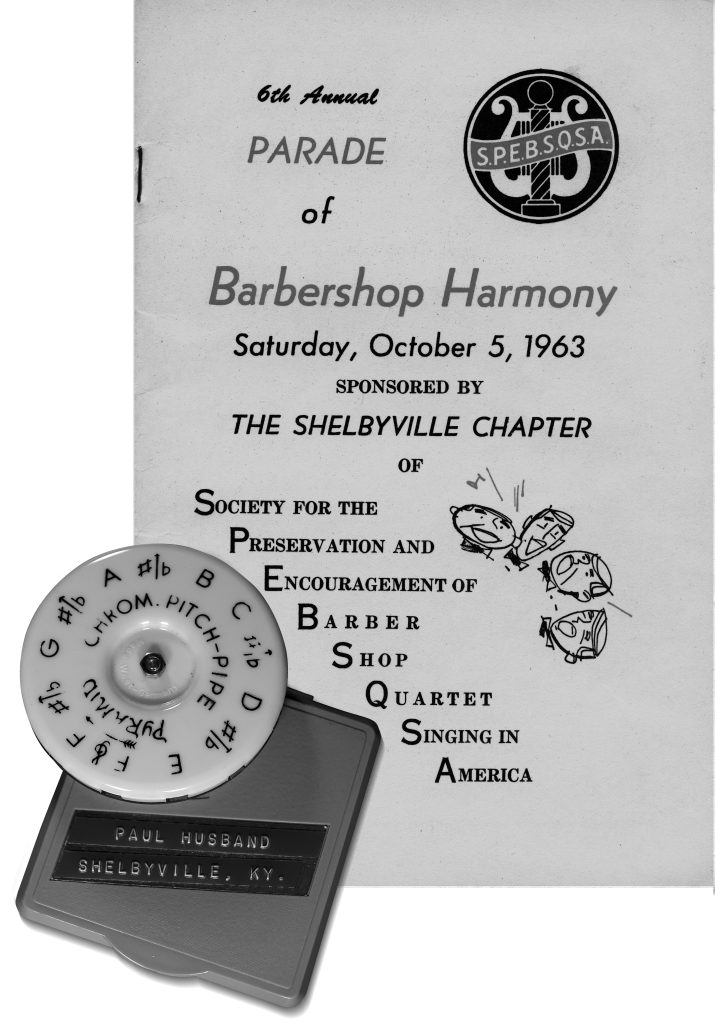 6th Annual
PARADE
of
Barbershop Harmony
S.P.E.B.S.Q.S.A.
Saturday, October 5, 1963
SPONSORED BY
THE SHELBYVILLE CHAPTER
OF
SOCIETY FOR THE
PRESERVATION AND
ENCOURAGEMENT OF
BARBER
SHOP
QUARTET
SINGING IN
AMERICA
A ♯/b B C ♯/b D ♯/b E F F ♯/b G ♯/b
CHROM. PITCH-PIPE
PYRAMID
PAUL HUSBAND
SHELBYVILLE, KY.